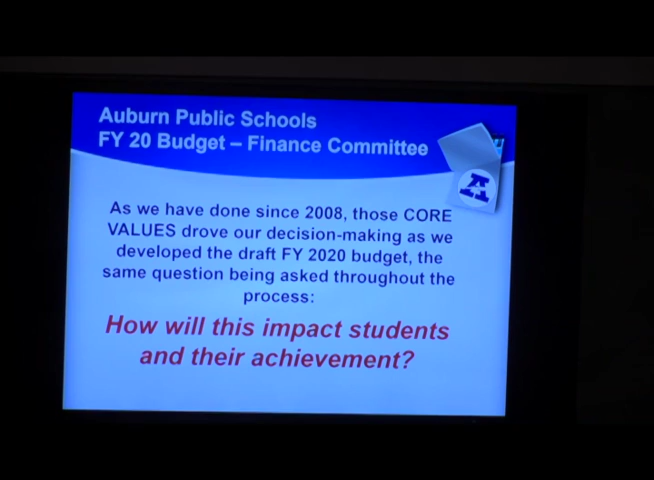 Auburn Public Schools
FY 20 Budget – Finance Committee
A
As we have done since 2008, those CORE
VALUES drove our decision-making as we
developed the draft FY 2020 budget, the
same question being asked throughout the
process:
How will this impact students
and their achievement?